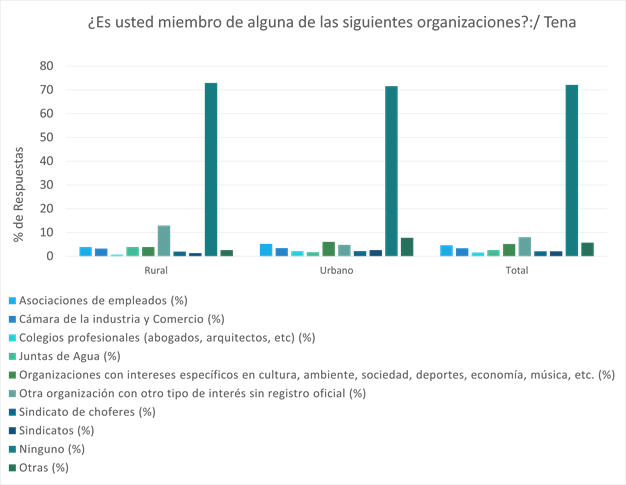 ¿Es usted miembro de alguna de las siguientes organizaciones?:/ Tena
80
70
60
50
40
30
20
10
0
% de Respuestas
Rural Urbano Total
Asociaciones de empleados (%)
Cámara de la industria y Comercio (%)
Colegios profesionales (abogados, arquitectos, etc) (%)
Juntas de Agua (%)
Organizaciones con intereses específicos en cultura, ambiente, sociedad, deportes, economía, música, etc. (%)
Otra organización con otro tipo de interés sin registro oficial (%)
Sindicato de choferes (%)
Sindicatos (%)
Ninguno (%)
Otras (%)